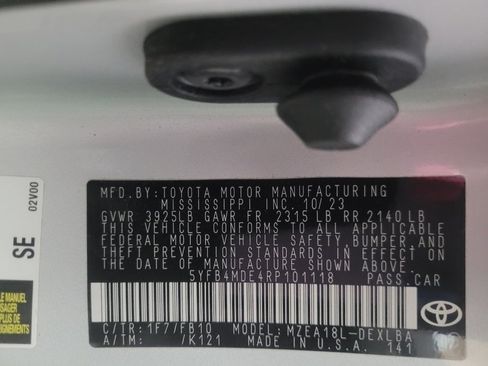 MFD.BY:TOYOTA MOTOR MANUFACTURING
MISSISSIPPI INC.10/23
GVWR 3925LB GAWR FR 2315 LB RR 2140 LB
THIS VEHICLE CONFORMS TO ALL APPLICABLE
FEDERAL MOTOR VEHICLE SAFETY, BUMPER,AND
THEFT PREVENTION STANDARDS IN EFFECT
ON THE DATE OF MANUFACTURE SHOWN ABOVE.
5YFB4MDE4RP101118 PASS.CAR
C/TR:1F7/FB10 MODEL:MZEA18L-DEXLBA
A/TM: /K121 MADE IN U.S.A. 141
TOYOTA
SE
02V00
MANUEL